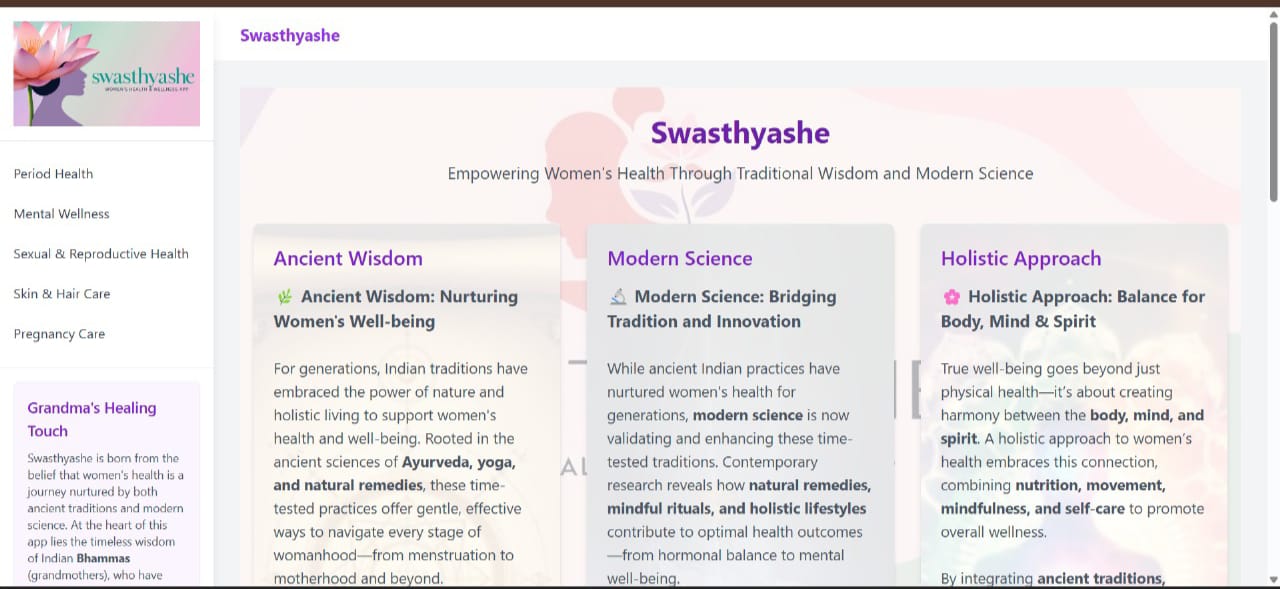 swasthyashe
WOMEN'S HEALTH & WELLNESS APP
Period Health
Mental Wellness
Sexual & Reproductive Health
Skin & Hair Care
Pregnancy Care
Grandma's Healing
Touch
Swasthyashe is born from the
belief that women's health is a
journey nurtured by both
ancient traditions and modern
science. At the heart of this
app lies the timeless wisdom
of Indian Bhammas
(grandmothers), who have
Swasthyashe
Swasthyashe
Empowering Women's Health Through Traditional Wisdom and Modern Science
Ancient Wisdom
🌿 Ancient Wisdom: Nurturing
Women's Well-being
For generations, Indian traditions have
embraced the power of nature and
holistic living to support women's
health and well-being. Rooted in the
ancient sciences of Ayurveda, yoga,
and natural remedies, these time-
tested practices offer gentle, effective
ways to navigate every stage of
womanhood—from menstruation to
motherhood and beyond.
Modern Science
🔬 Modern Science: Bridging
Tradition and Innovation
While ancient Indian practices have
nurtured women's health for
generations, modern science is now
validating and enhancing these time-
tested traditions. Contemporary
research reveals how natural remedies,
mindful rituals, and holistic lifestyles
contribute to optimal health outcomes
—from hormonal balance to mental
well-being.
Holistic Approach
🌸 Holistic Approach: Balance for
Body, Mind & Spirit
True well-being goes beyond just
physical health—it's about creating
harmony between the body, mind, and
spirit. A holistic approach to women's
health embraces this connection,
combining nutrition, movement,
mindfulness, and self-care to promote
overall wellness.
By integrating ancient traditions,